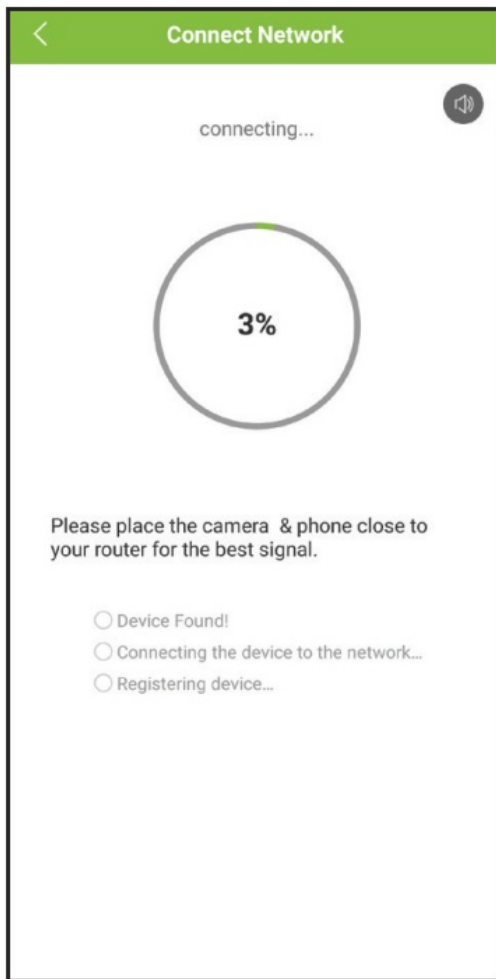 Connect Network
connecting...
3%
Please place the camera & phone close to
your router for the best signal.
Device Found!
Connecting the device to the network...
Registering device...